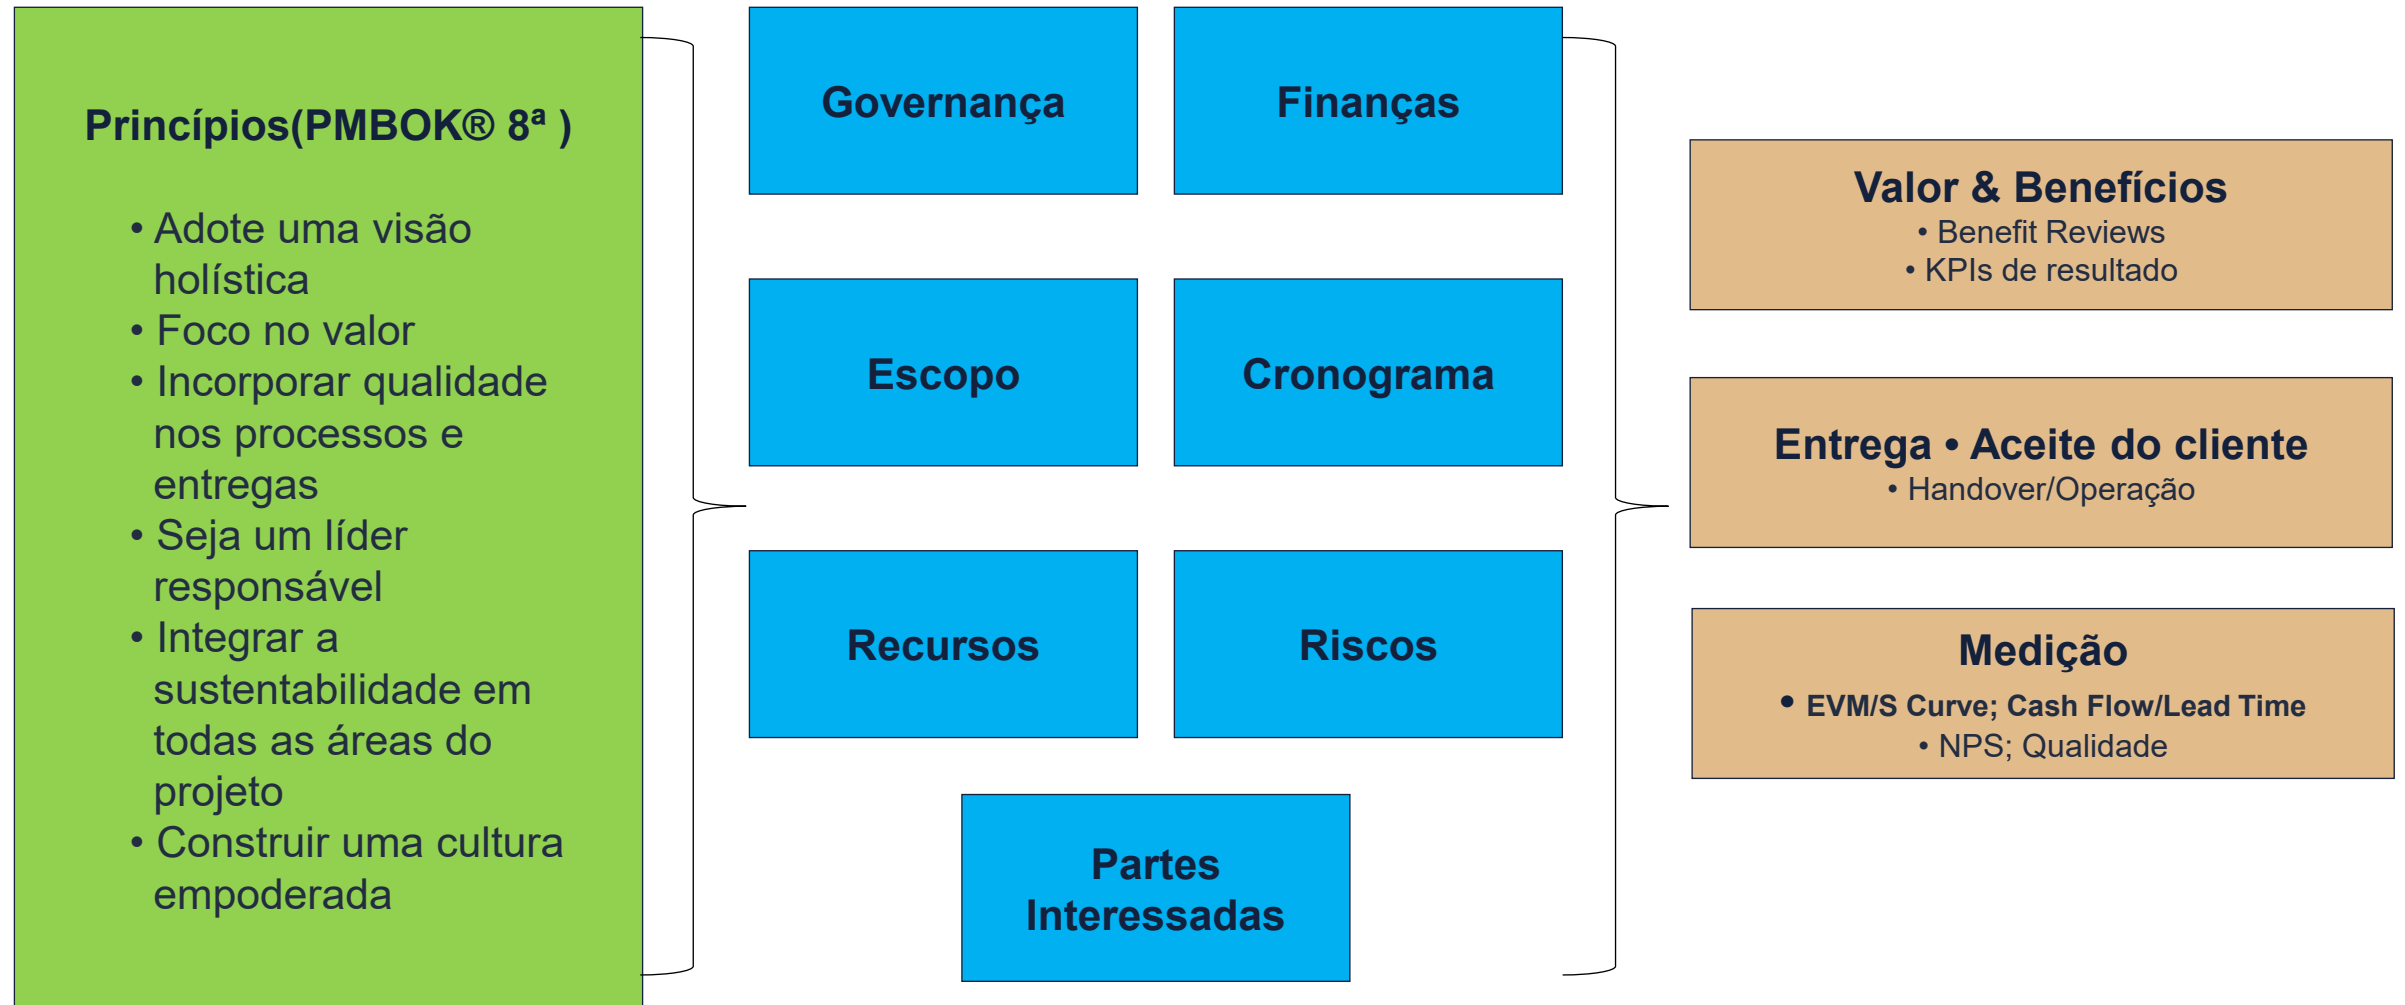 Princípios(PMBOK® 8ª )
• Adote uma visão
holística
• Foco no valor
• Incorporar qualidade
nos processos e
entregas
• Seja um líder
responsável
• Integrar a
sustentabilidade em
todas as áreas do
projeto
• Construir uma cultura
empoderada
Governança
Finanças
Escopo
Cronograma
Recursos
Riscos
Partes
Interessadas
Valor & Benefícios
• Benefit Reviews
• KPIs de resultado
Entrega • Aceite do cliente
• Handover/Operação
Medição
• EVM/S Curve; Cash Flow/Lead Time
• NPS; Qualidade